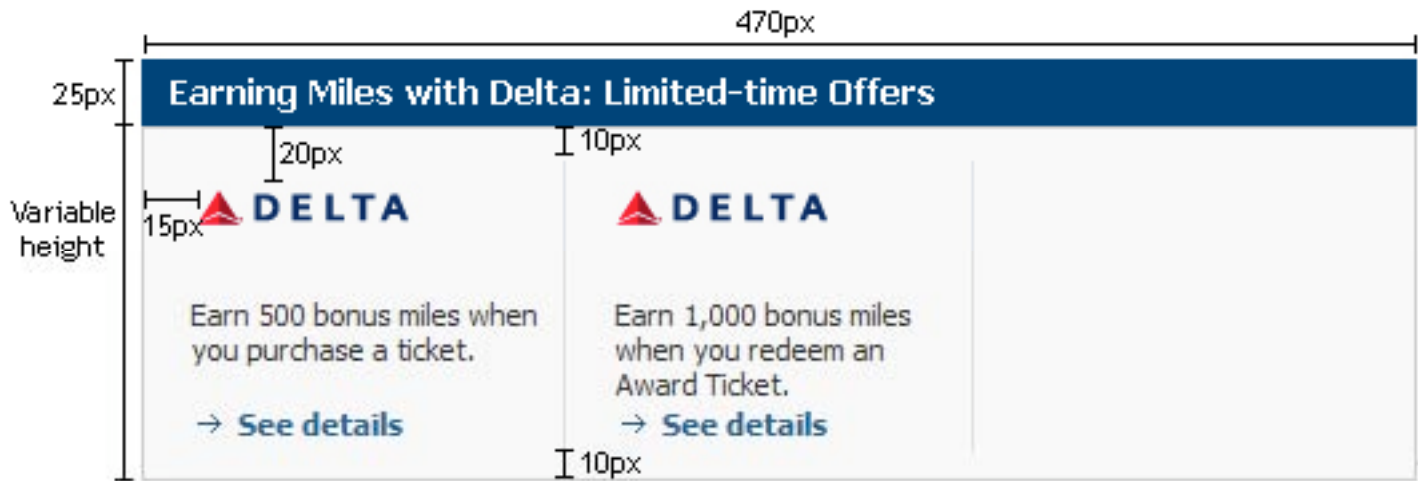 470px
25px
Earning Miles with Delta: Limited-time Offers
10px
20px
DELTA
DELTA
Variable
height
15px
Earn 500 bonus miles when
you purchase a ticket.
→ See details
Earn 1,000 bonus miles
when you redeem an
Award Ticket.
→ See details
10px